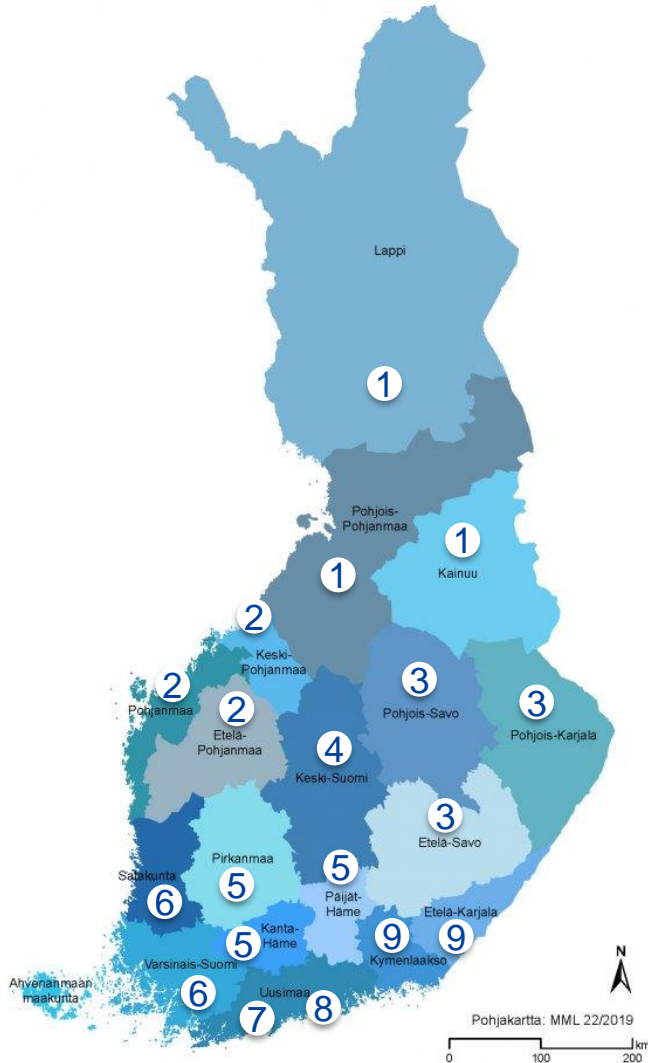 Lappi
1
Pohjois-
Pohjanmaa
1
Kainuu
1
2
Keski-
Pohjanmaa
2
Pohjanmaa
2
Etelä-
Pohjanmaa
3
Pohjois-Savo
3
Pohjois-Karjala
4
Keski-Suomi
3
Etelä-Savo
Pirkanmaa
5
Satakunta
6
5
Päijät-
Häme
Etelä-Karjala
9
Kanta-
Häme
5
9
Kymenlaakso
Varsinais-Suomi
6
Ahvenanmaan
maakunta
Uusimaa
7
8
N
Pohjakartta: MML 22/2019
km
0 100 200